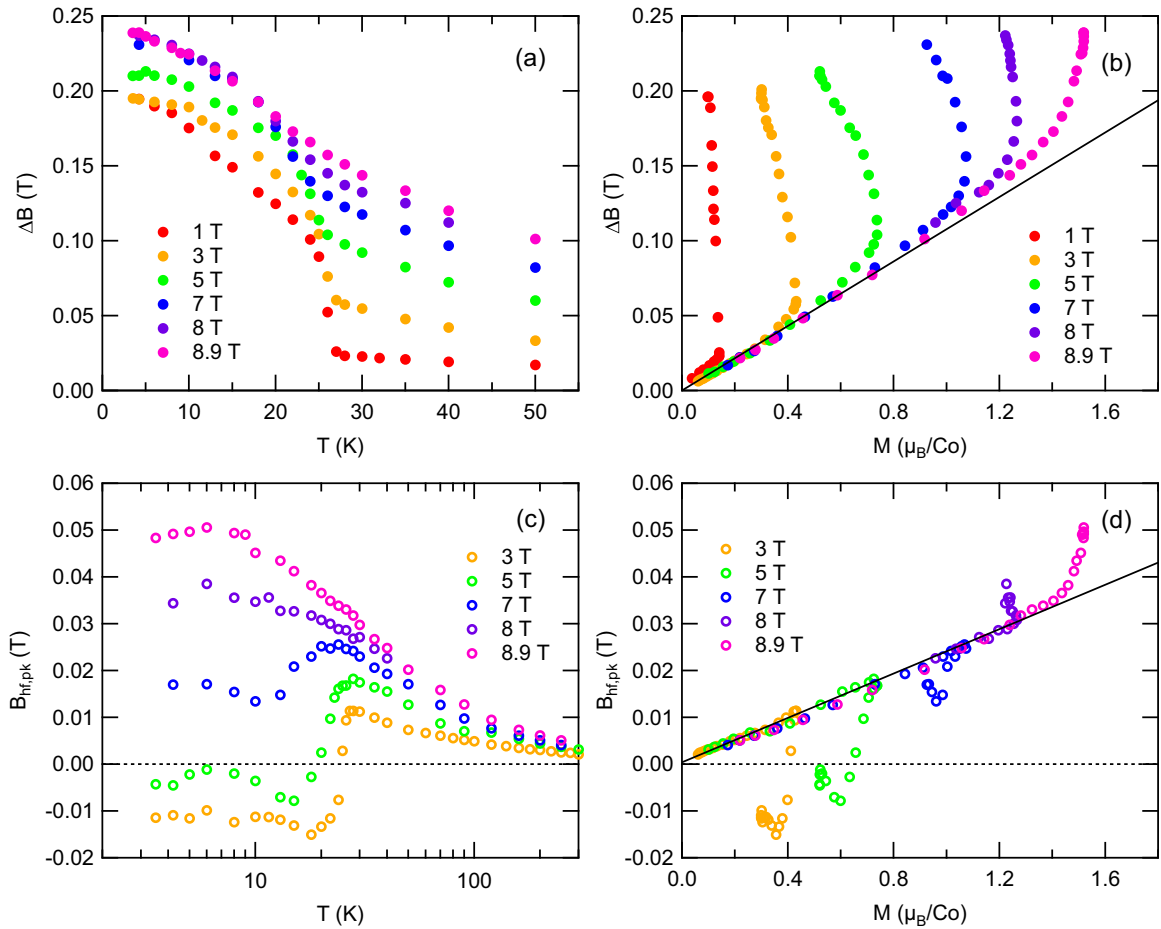 0.25
0.20
0.15
0.10
0.05
0.00
ΔB (T)
(a)
1 T
3 T
5 T
7 T
8 T
8.9 T
0 10 20 30 40 50
T (K)
0.25
0.20
0.15
0.10
0.05
0.00
ΔB (T)
(b)
1 T
3 T
5 T
7 T
8 T
8.9 T
0.0 0.4 0.8 1.2 1.6
M (μB/Co)
0.06
0.05
0.04
0.03
0.02
0.01
0.00
-0.01
-0.02
Bhf,pk (T)
(c)
3 T
5 T
7 T
8 T
8.9 T
10 100
T (K)
0.06
0.05
0.04
0.03
0.02
0.01
0.00
-0.01
-0.02
Bhf,pk (T)
(d)
3 T
5 T
7 T
8 T
8.9 T
0.0 0.4 0.8 1.2 1.6
M (μB/Co)